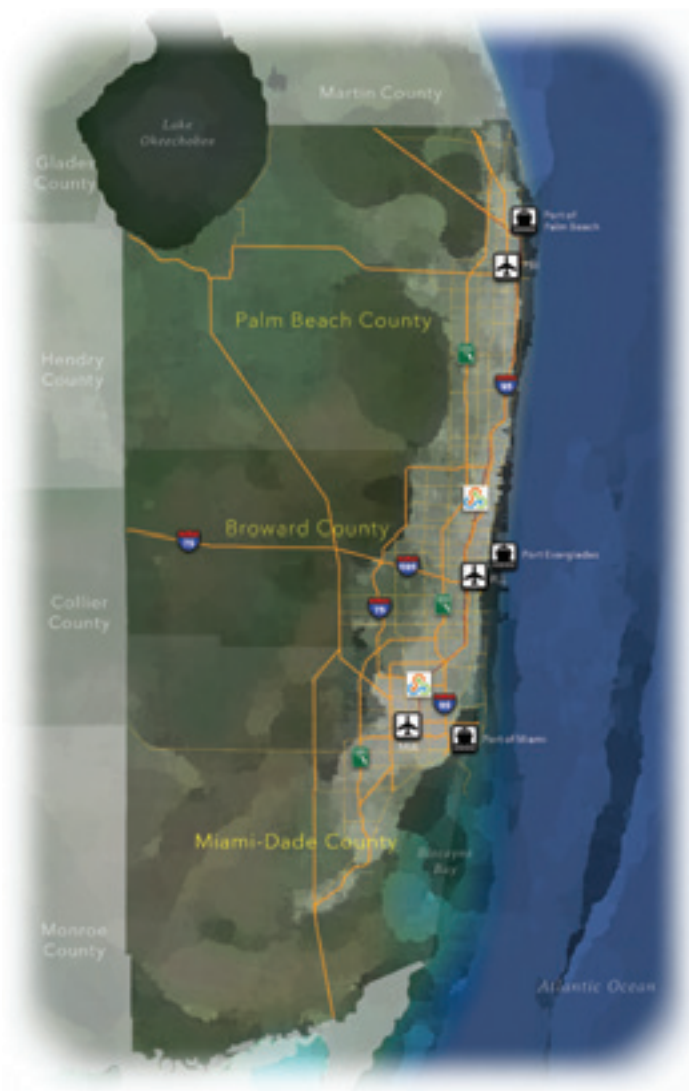 Martin County
Lake
Okeechobee
Glades
County
Port of
Palm Beach
PBI
Palm Beach County
Hendry
County
95
Broward County
75
595
Port Everglades
75
Collier
County
95
Port of Miami
MIA
Miami-Dade County
Biscayne
Bay
Monroe
County
Atlantic Ocean